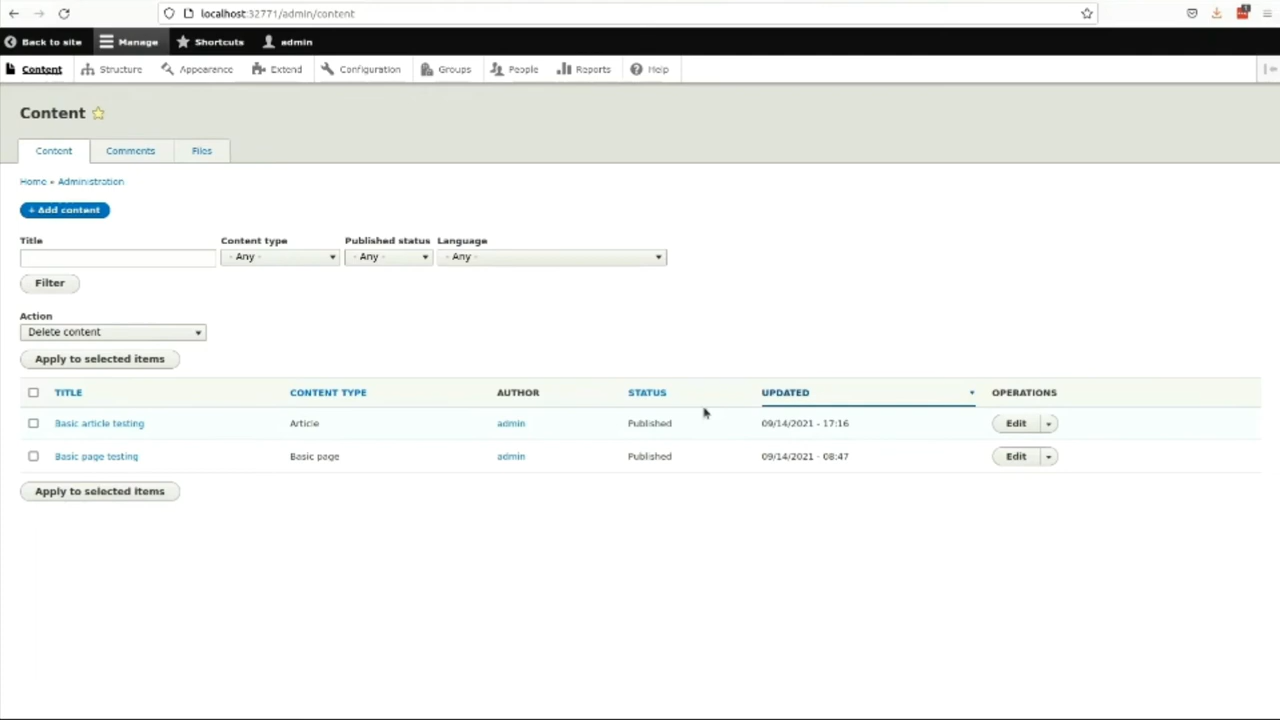 localhost:32771/admin/content
Back to site Manage Shortcuts admin
Content Structure Appearance Extend Configuration Groups People Reports Help
Content
Content Comments Files
Home » Administration
+ Add content
Title Content type Published status Language
- Any - - Any - - Any -
Filter
Action
Delete content
Apply to selected items
TITLE CONTENT TYPE AUTHOR STATUS UPDATED OPERATIONS
Basic article testing Article admin Published 09/14/2021 - 17:16 Edit
Basic page testing Basic page admin Published 09/14/2021 - 08:47 Edit
Apply to selected items